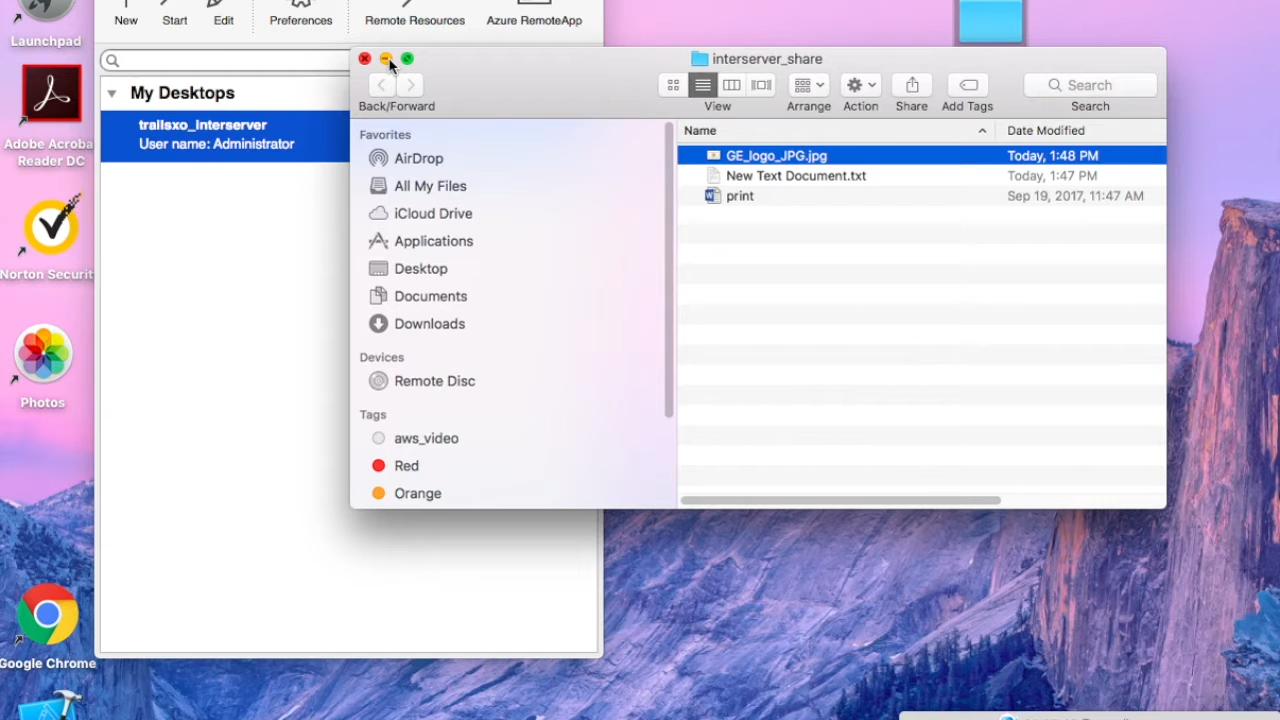 Launchpad
Adobe Acroba
Reader DC
Norton Securit
Photos
Google Chrome
New
Start
Edit
Preferences
Remote Resources
Azure RemoteApp
My Desktops
trailsxo_interserver
User name: Administrator
interserver_share
Back/Forward
View
Arrange
Action
Share
Add Tags
Search
Search
Favorites
AirDrop
All My Files
iCloud Drive
Applications
Desktop
Documents
Downloads
Devices
Remote Disc
Tags
aws_video
Red
Orange
Name
Date Modified
GE_logo_JPG.jpg
Today, 1:48 PM
New Text Document.txt
Today, 1:47 PM
print
Sep 19, 2017, 11:47 AM